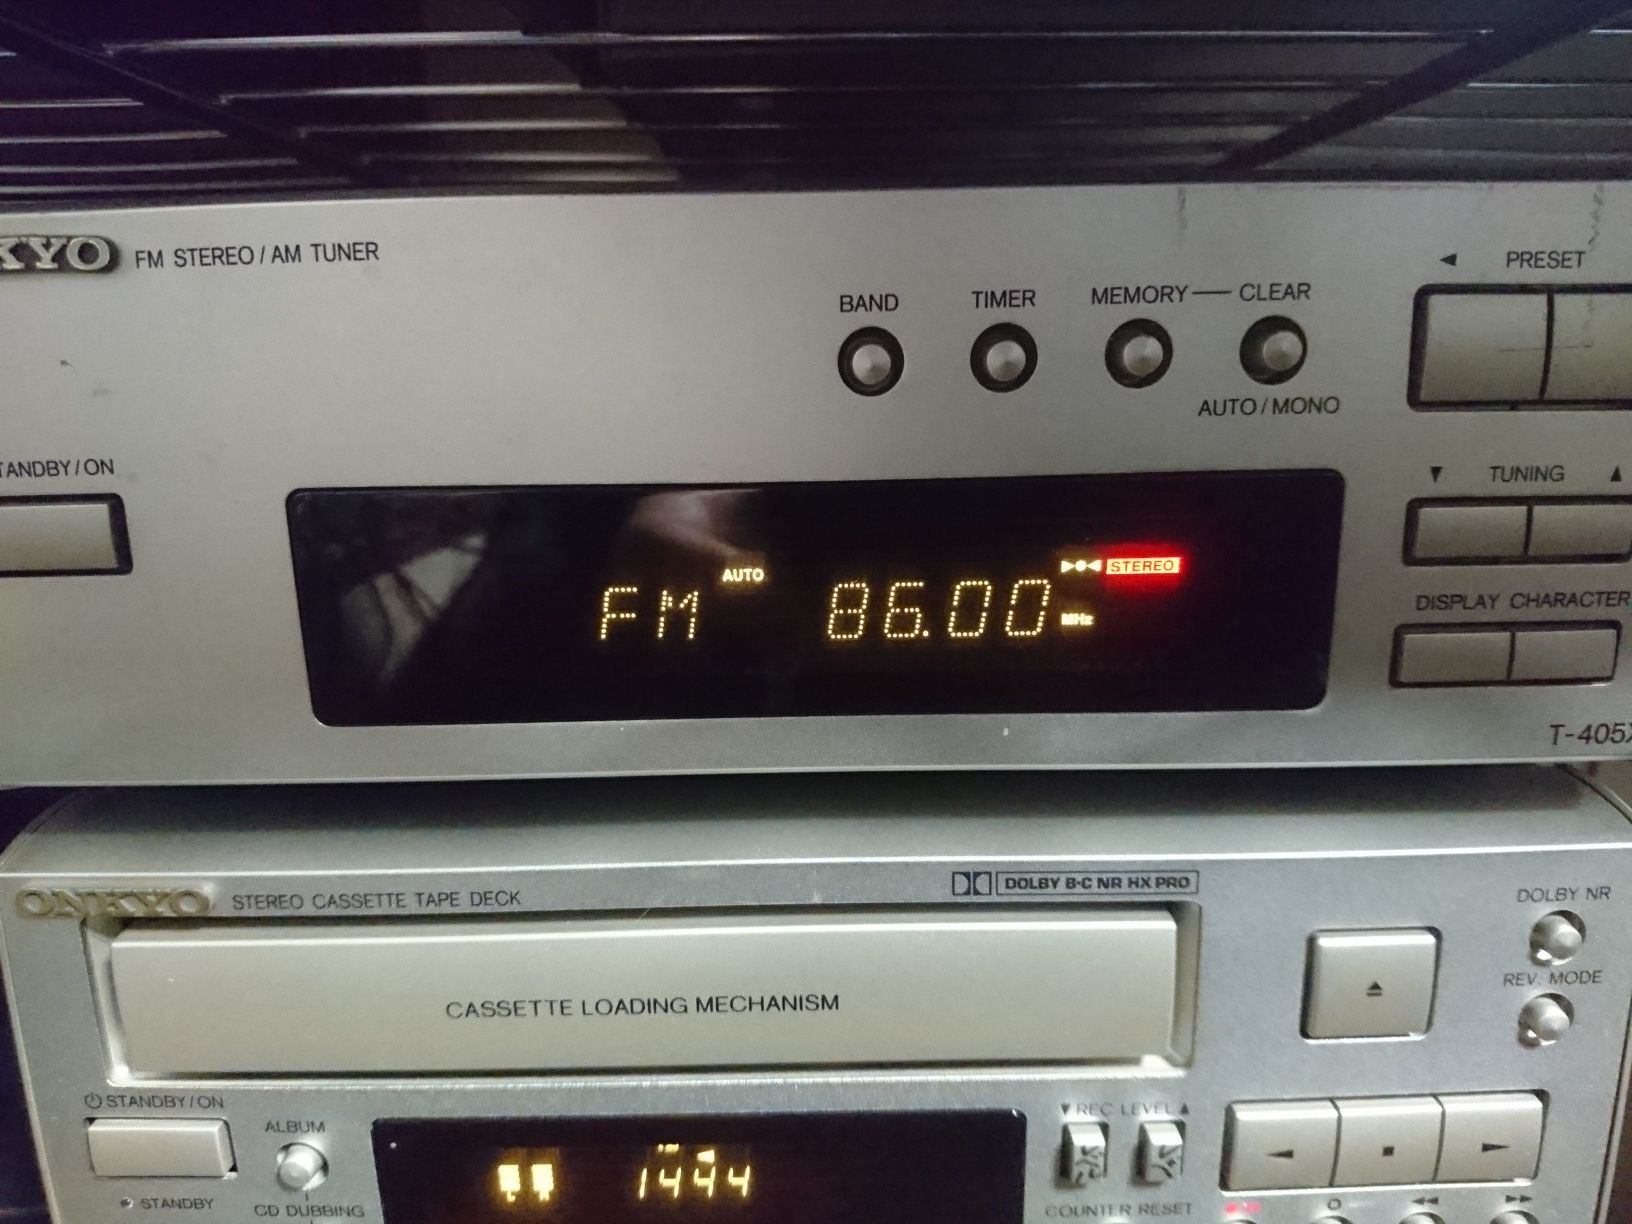 KYO FM STEREO / AM TUNER
PRESET
BAND TIMER MEMORY CLEAR
AUTO / MONO
TANDBY / ON
TUNING
AUTO STEREO
FM 86.00 MHz
DISPLAY CHARACTER
T-405X
ONKYO STEREO CASSETTE TAPE DECK DOLBY B·C NR HX PRO
DOLBY NR
REV. MODE
CASSETTE LOADING MECHANISM
STANDBY / ON
ALBUM
REC LEVEL
1444
STANDBY
CD DUBBING
COUNTER RESET